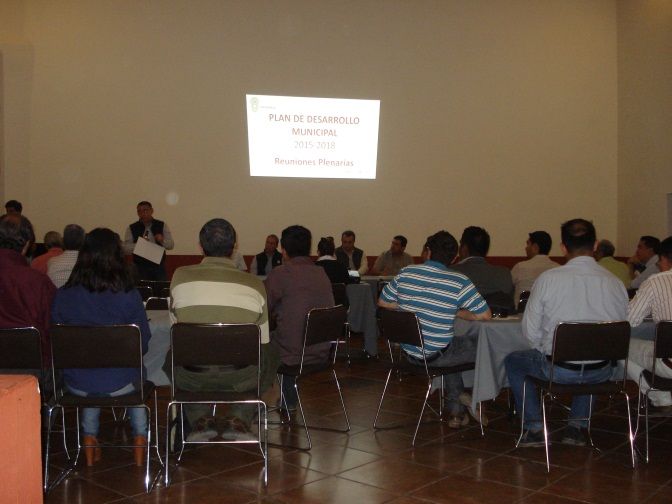 PLAN DE DESARROLLO
MUNICIPAL
2015-2018
Reuniones Plenarias